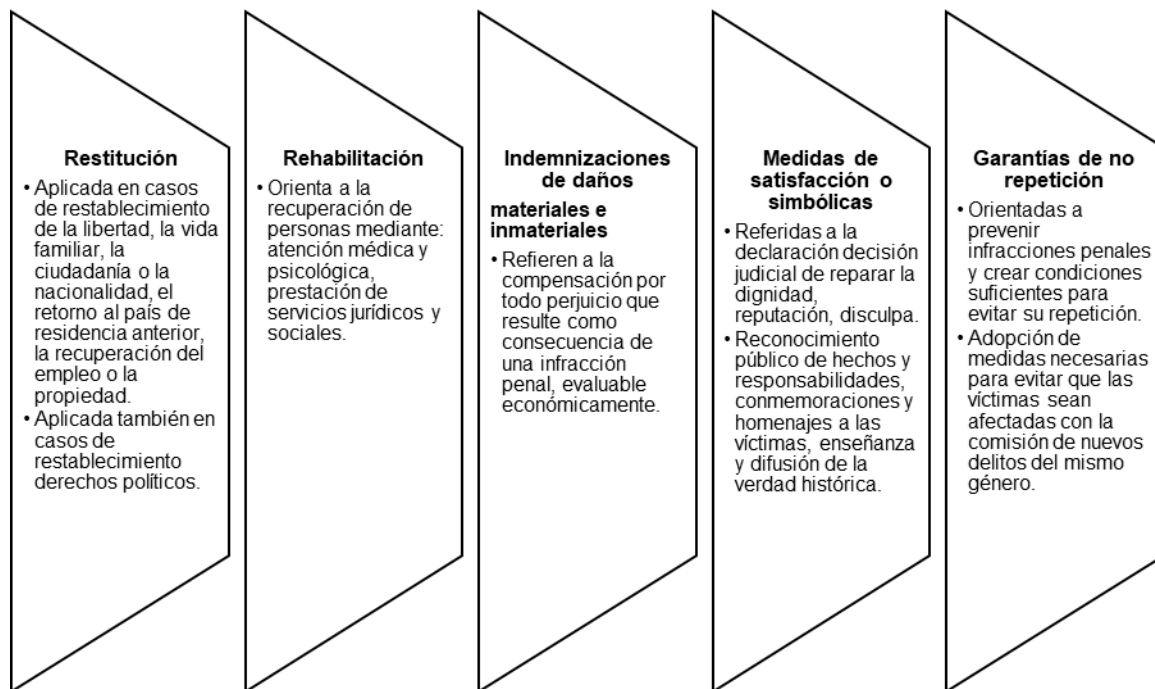 Restitución
• Aplicada en casos
de restablecimiento
de la libertad, la vida
familiar, la
ciudadanía o la
nacionalidad, el
retorno al país de
residencia anterior,
la recuperación del
empleo o la
propiedad.
• Aplicada también en
casos de
restablecimiento
derechos políticos.
Rehabilitación
• Orienta a la
recuperación de
personas mediante:
atención médica y
psicológica,
prestación de
servicios jurídicos y
sociales.
Indemnizaciones
de daños
materiales e
inmateriales
• Refieren a la
compensación por
todo perjuicio que
resulte como
consecuencia de
una infracción
penal, evaluable
económicamente.
Medidas de
satisfacción o
simbólicas
• Referidas a la
declaración decisión
judicial de reparar la
dignidad,
reputación, disculpa.
• Reconocimiento
público de hechos y
responsabilidades,
conmemoraciones y
homenajes a las
víctimas, enseñanza
y difusión de la
verdad histórica.
Garantías de no
repetición
• Orientadas a
prevenir
infracciones penales
y crear condiciones
suficientes para
evitar su repetición.
• Adopción de
medidas necesarias
para evitar que las
víctimas sean
afectadas con la
comisión de nuevos
delitos del mismo
género.